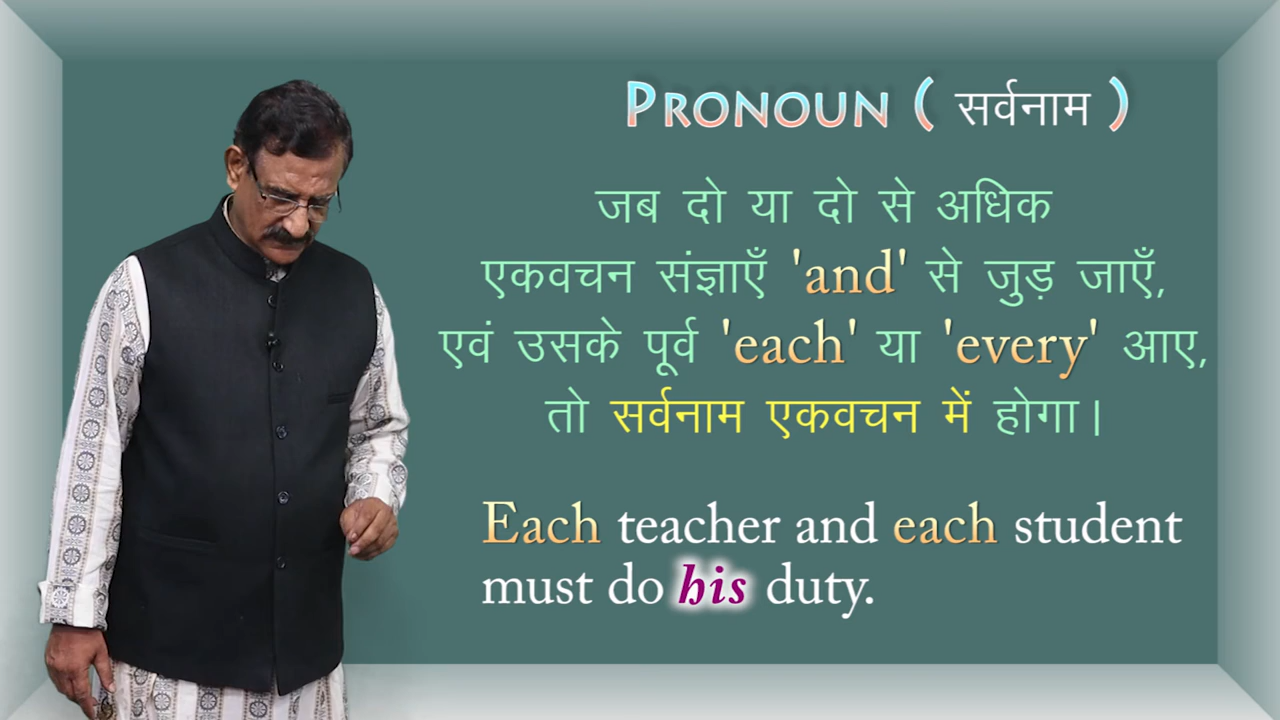 PRONOUN ( सर्वनाम )
जब दो या दो से अधिक
एकवचन संज्ञाएँ 'and' से जुड़ जाएँ,
एवं उसके पूर्व 'each' या 'every' आए,
तो सर्वनाम एकवचन में होगा।
Each teacher and each student
must do his duty.